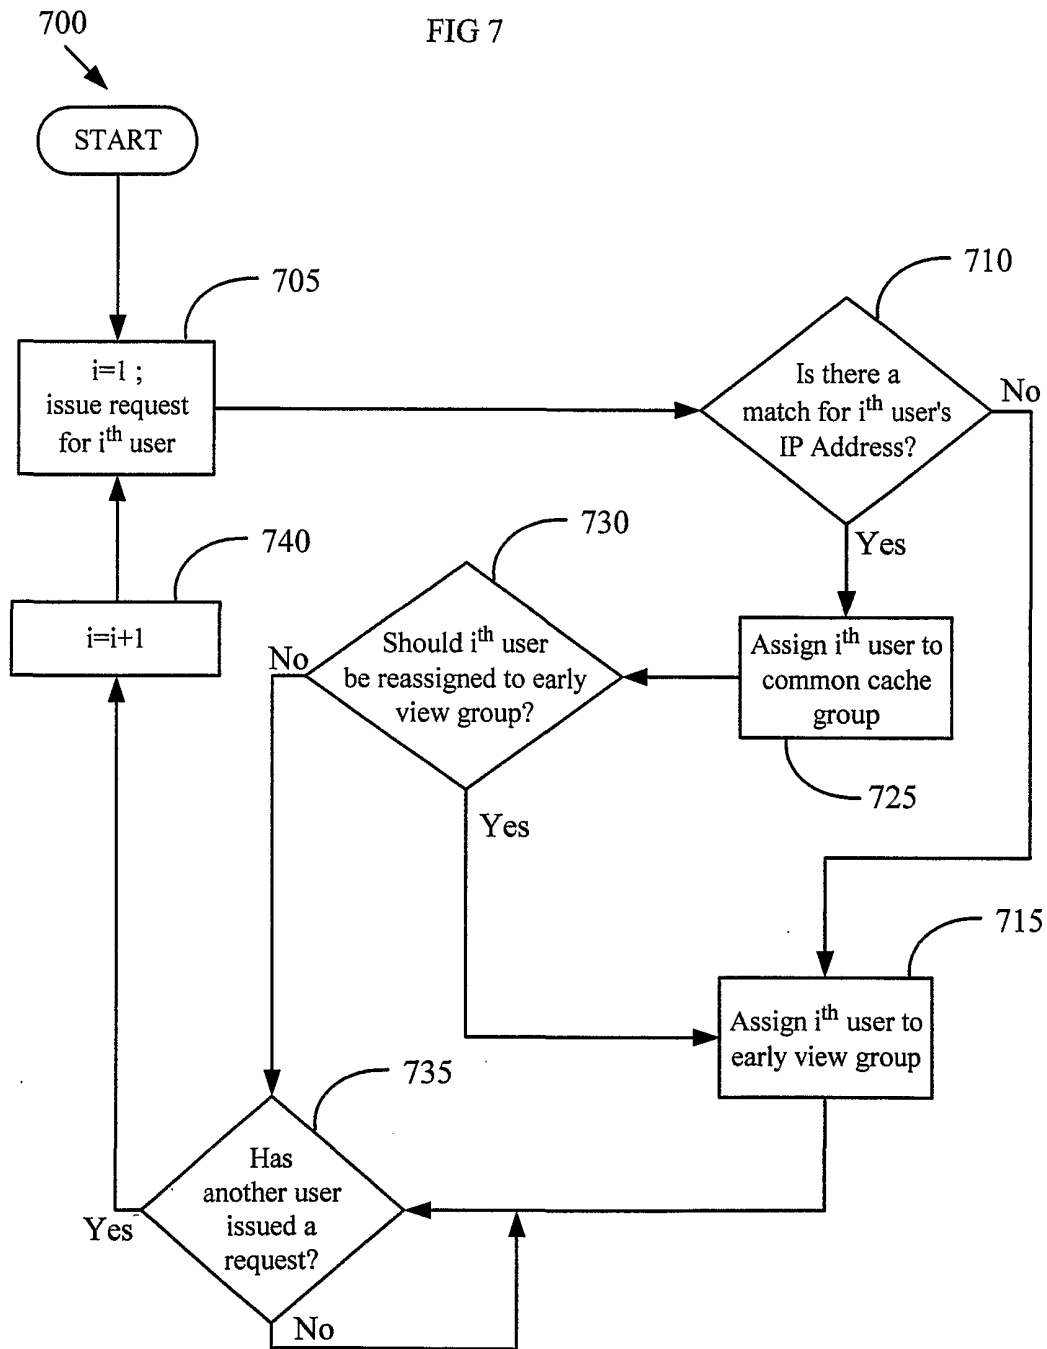 700
FIG 7
START
705
i=1 ;
issue request
for ith user
710
Is there a
match for ith user's
IP Address?
No
Yes
740
i=i+1
730
Should ith user
be reassigned to early
view group?
No
Yes
Assign ith user to
common cache
group
725
715
Assign ith user to
early view group
735
Has
another user
issued a
request?
Yes
No